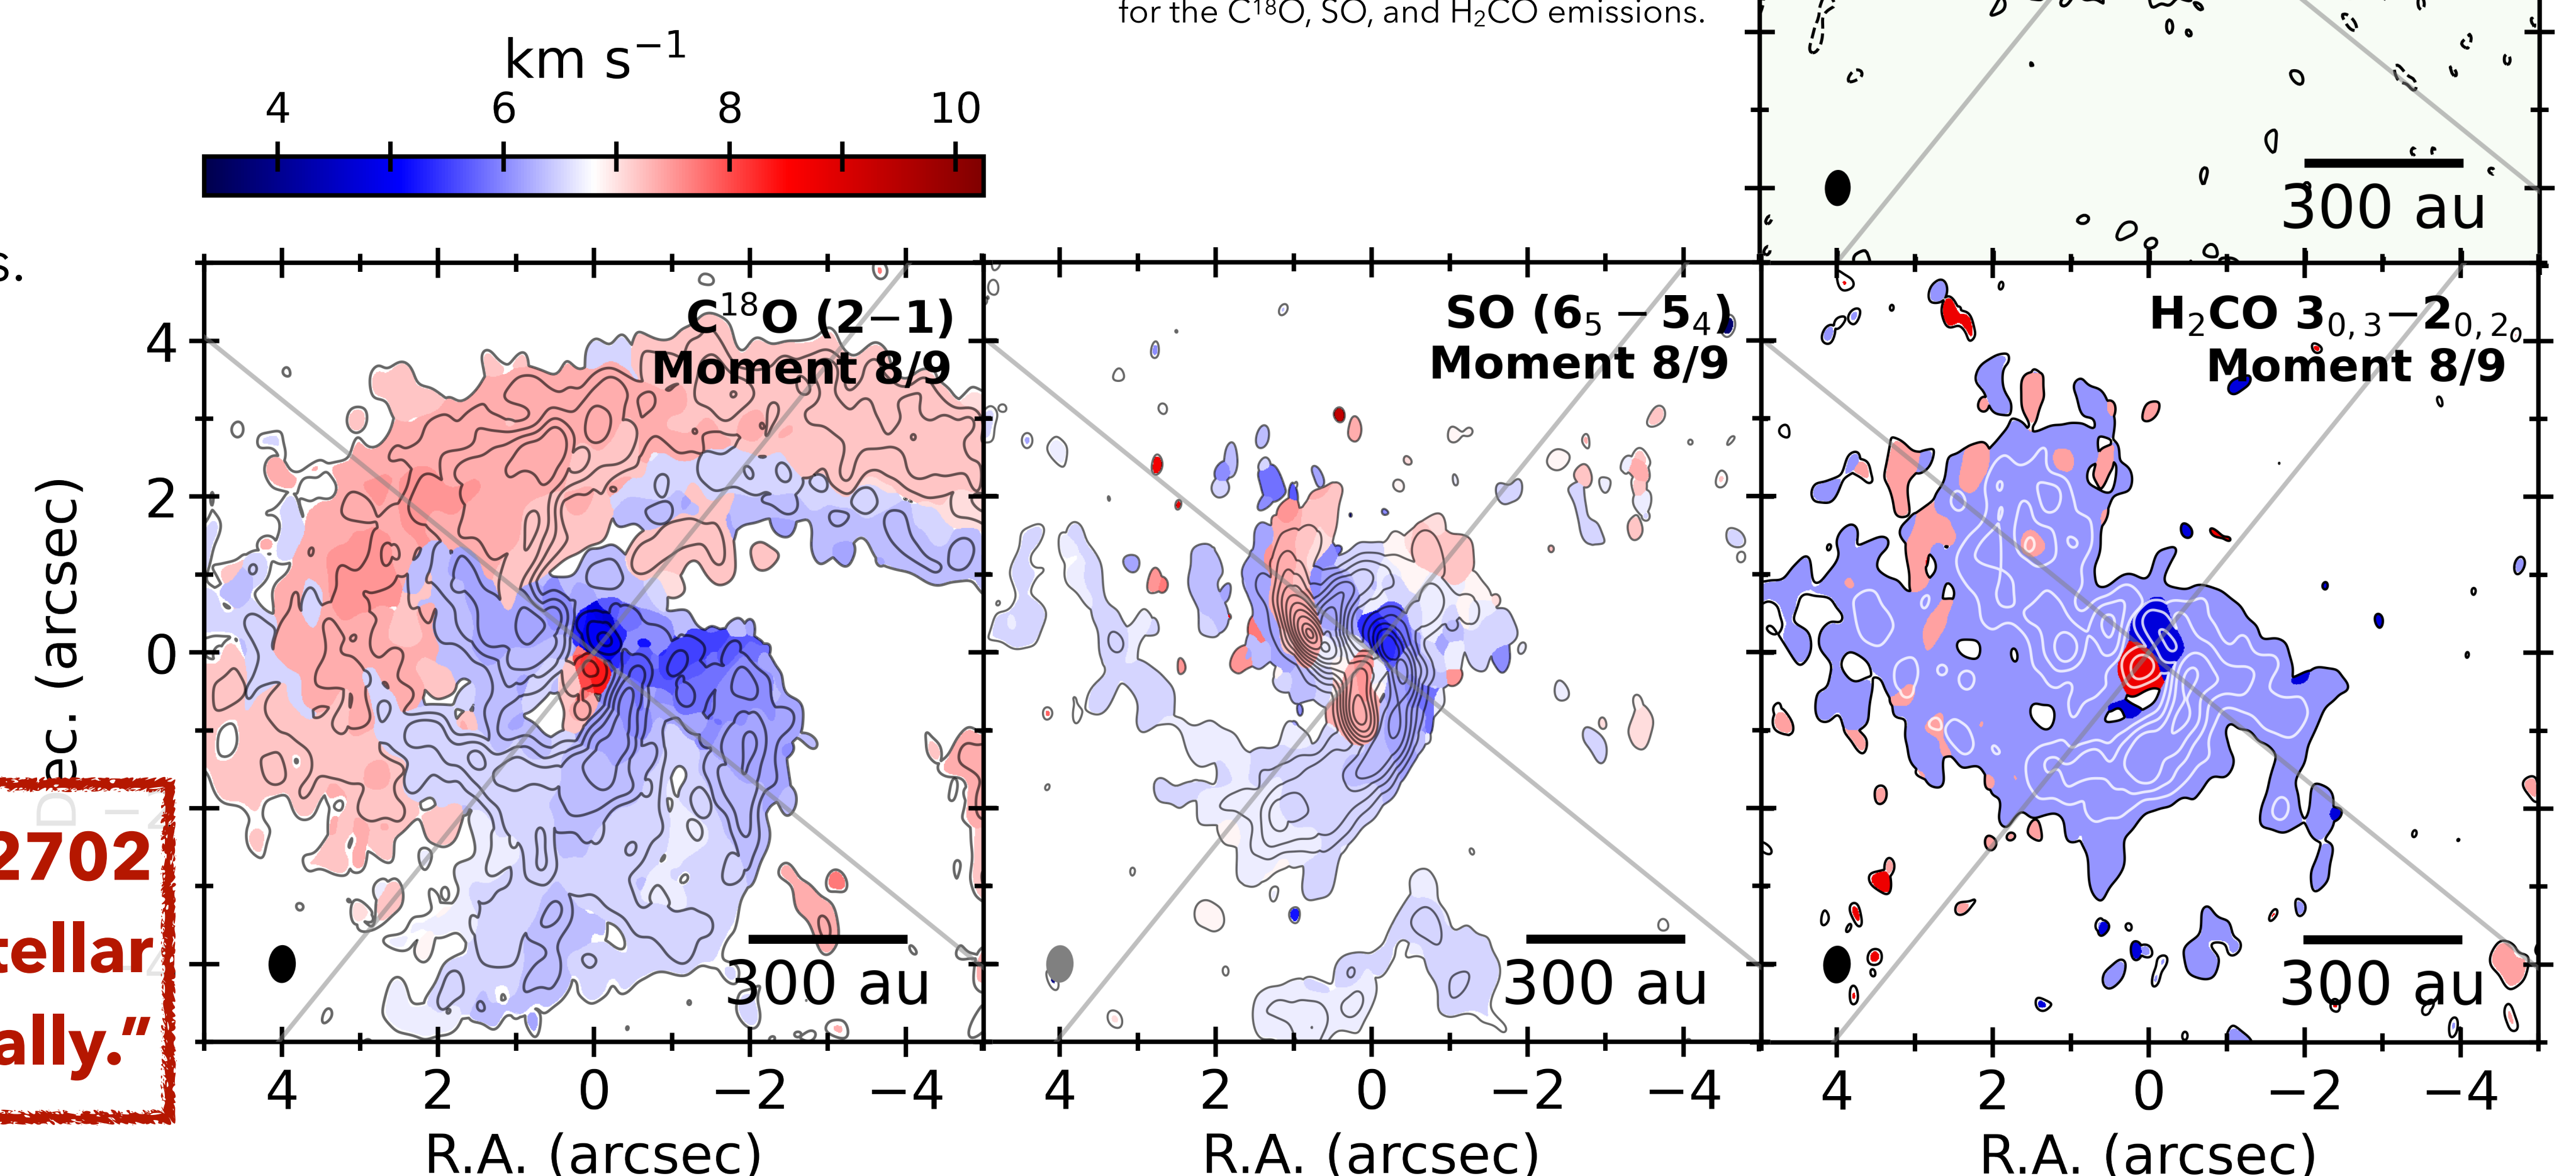 for the C¹⁸O, SO, and H₂CO emissions.
km s⁻¹
4 6 8 10
300 au
s.
C¹⁸O (2−1)
Moment 8/9
SO (6₅ − 5₄)
Moment 8/9
H₂CO 3₀,₃−2₀,₂
Moment 8/9
4
2
0
Dec. (arcsec)
2702
tellar
ally.”
300 au
300 au
300 au
4 2 0 −2 −4
4 2 0 −2 −4
4 2 0 −2 −4
R.A. (arcsec)
R.A. (arcsec)
R.A. (arcsec)